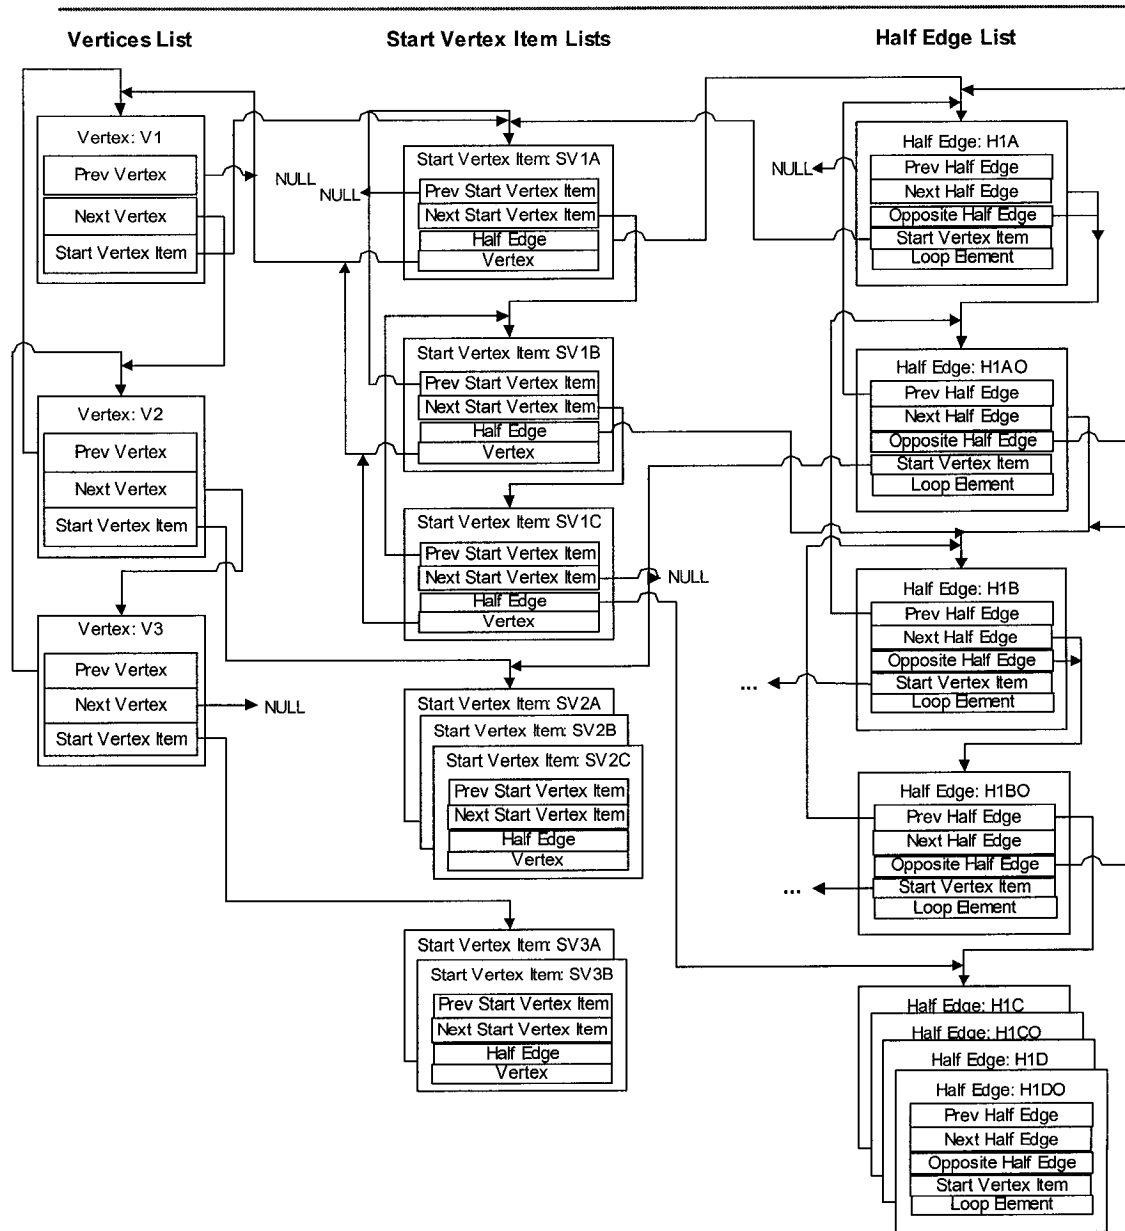 Vertices List
Start Vertex Item Lists
Half Edge List
Vertex: V1
Prev Vertex
Next Vertex
Start Vertex Item
NULL
NULL
Start Vertex Item: SV1A
Prev Start Vertex Item
Next Start Vertex Item
Half Edge
Vertex
NULL
Half Edge: H1A
Prev Half Edge
Next Half Edge
Opposite Half Edge
Start Vertex Item
Loop Element
Vertex: V2
Prev Vertex
Next Vertex
Start Vertex Item
Start Vertex Item: SV1B
Prev Start Vertex Item
Next Start Vertex Item
Half Edge
Vertex
Half Edge: H1AO
Prev Half Edge
Next Half Edge
Opposite Half Edge
Start Vertex Item
Loop Element
Start Vertex Item: SV1C
Prev Start Vertex Item
Next Start Vertex Item
Half Edge
Vertex
NULL
Half Edge: H1B
Prev Half Edge
Next Half Edge
Opposite Half Edge
Start Vertex Item
Loop Element
...
Vertex: V3
Prev Vertex
Next Vertex
Start Vertex Item
NULL
Start Vertex Item: SV2A
Start Vertex Item: SV2B
Start Vertex Item: SV2C
Prev Start Vertex Item
Next Start Vertex Item
Half Edge
Vertex
Half Edge: H1BO
Prev Half Edge
Next Half Edge
Opposite Half Edge
Start Vertex Item
Loop Element
...
Start Vertex Item: SV3A
Start Vertex Item: SV3B
Prev Start Vertex Item
Next Start Vertex Item
Half Edge
Vertex
Half Edge: H1C
Half Edge: H1CO
Half Edge: H1D
Half Edge: H1DO
Prev Half Edge
Next Half Edge
Opposite Half Edge
Start Vertex Item
Loop Element